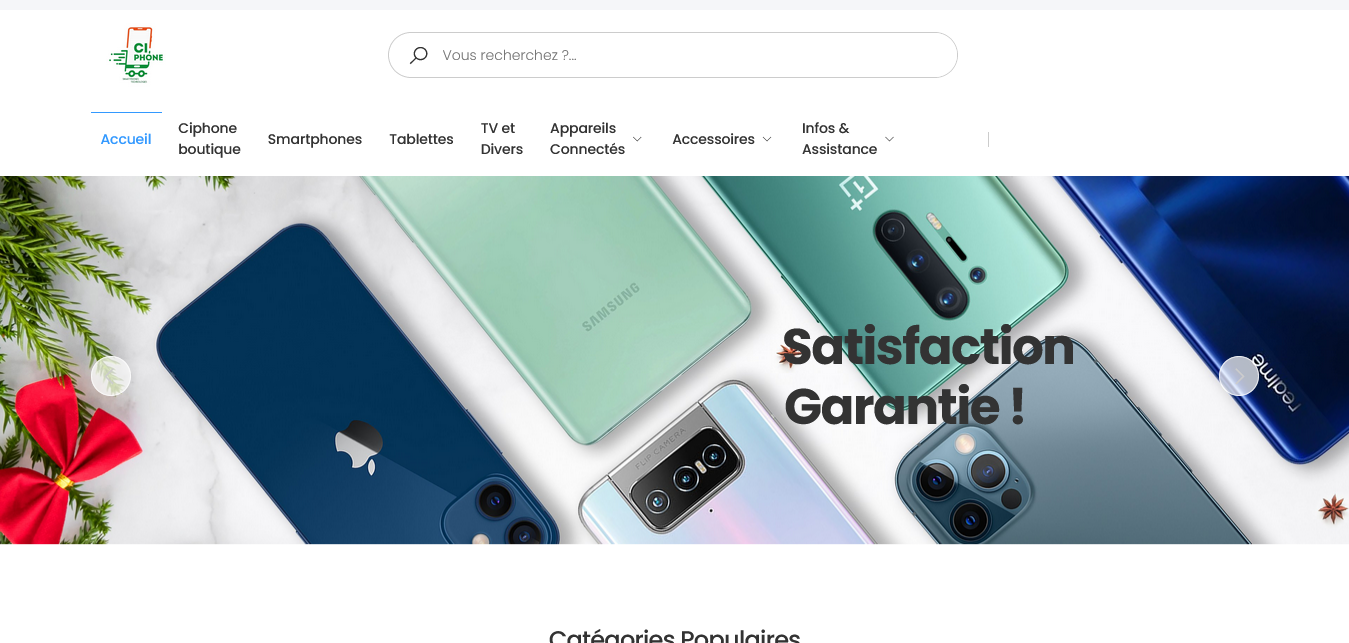 CI
PHONE
Vous recherchez ?...
Accueil
Ciphone
boutique
Smartphones
Tablettes
TV et
Divers
Appareils
Connectés
Accessoires
Infos &
Assistance
SAMSUNG
Satisfaction
Garantie !
realme
FLIP CAMERA
Catégories Populaires